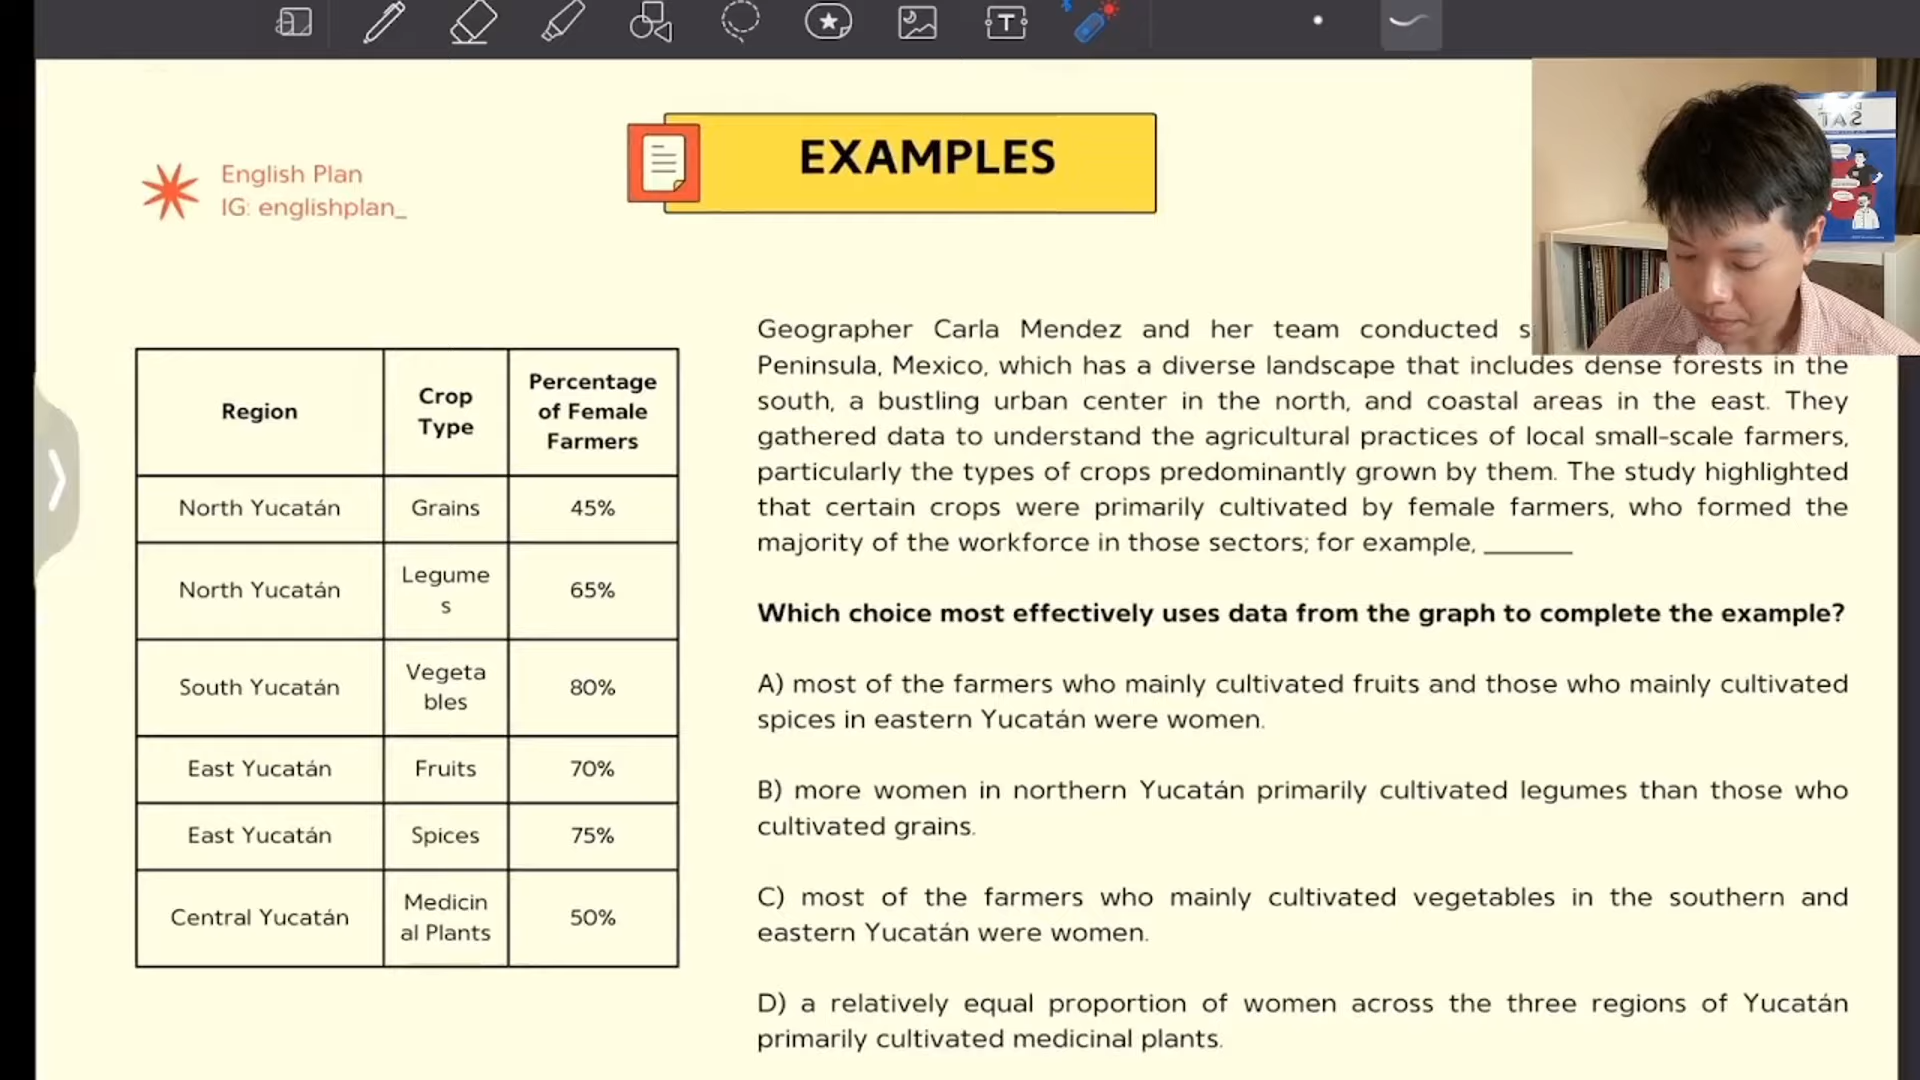 EXAMPLES
English Plan
IG: englishplan_
Region
Crop
Type
Percentage
of Female
Farmers
North Yucatán
Grains
45%
North Yucatán
Legume
s
65%
South Yucatán
Vegeta
bles
80%
East Yucatán
Fruits
70%
East Yucatán
Spices
75%
Central Yucatán
Medicin
al Plants
50%
Geographer Carla Mendez and her team conducted
Peninsula, Mexico, which has a diverse landscape that includes dense forests in the
south, a bustling urban center in the north, and coastal areas in the east. They
gathered data to understand the agricultural practices of local small-scale farmers,
particularly the types of crops predominantly grown by them. The study highlighted
that certain crops were primarily cultivated by female farmers, who formed the
majority of the workforce in those sectors; for example, ______
Which choice most effectively uses data from the graph to complete the example?
A) most of the farmers who mainly cultivated fruits and those who mainly cultivated
spices in eastern Yucatán were women.
B) more women in northern Yucatán primarily cultivated legumes than those who
cultivated grains.
C) most of the farmers who mainly cultivated vegetables in the southern and
eastern Yucatán were women.
D) a relatively equal proportion of women across the three regions of Yucatán
primarily cultivated medicinal plants.
SAT